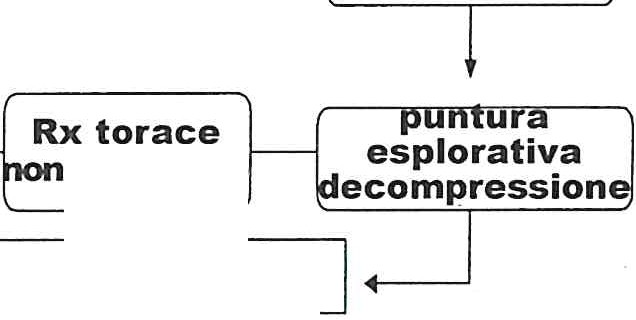 Rx torace
non
puntura
esplorativa
decompressione